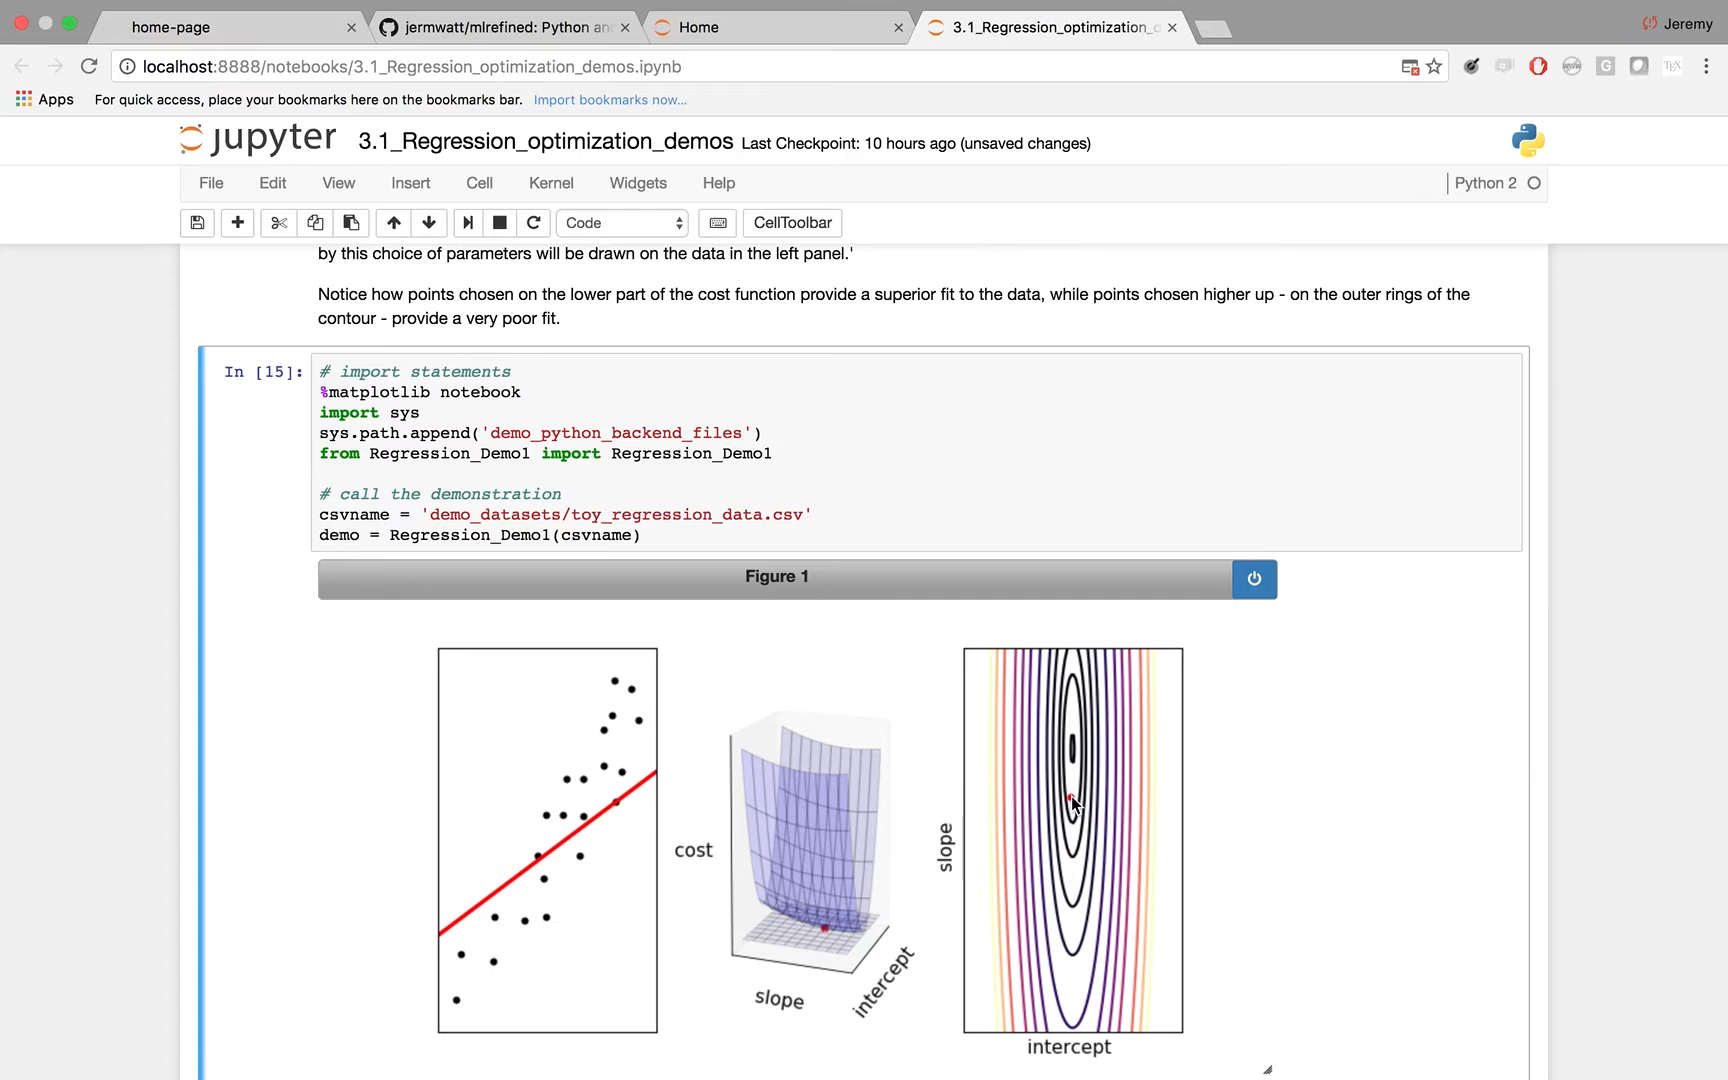 home-page
jermwatt/mlrefined: Python an
Home
3.1_Regression_optimization_d
Jeremy
localhost:8888/notebooks/3.1_Regression_optimization_demos.ipynb
Apps
For quick access, place your bookmarks here on the bookmarks bar. Import bookmarks now...
jupyter 3.1_Regression_optimization_demos Last Checkpoint: 10 hours ago (unsaved changes)
File Edit View Insert Cell Kernel Widgets Help
Python 2
Code
CellToolbar
by this choice of parameters will be drawn on the data in the left panel.'
Notice how points chosen on the lower part of the cost function provide a superior fit to the data, while points chosen higher up - on the outer rings of the
contour - provide a very poor fit.
In [15]:
# import statements
%matplotlib notebook
import sys
sys.path.append('demo_python_backend_files')
from Regression_Demo1 import Regression_Demo1
# call the demonstration
csvname = 'demo_datasets/toy_regression_data.csv'
demo = Regression_Demo1(csvname)
Figure 1
cost
slope
intercept
slope
intercept